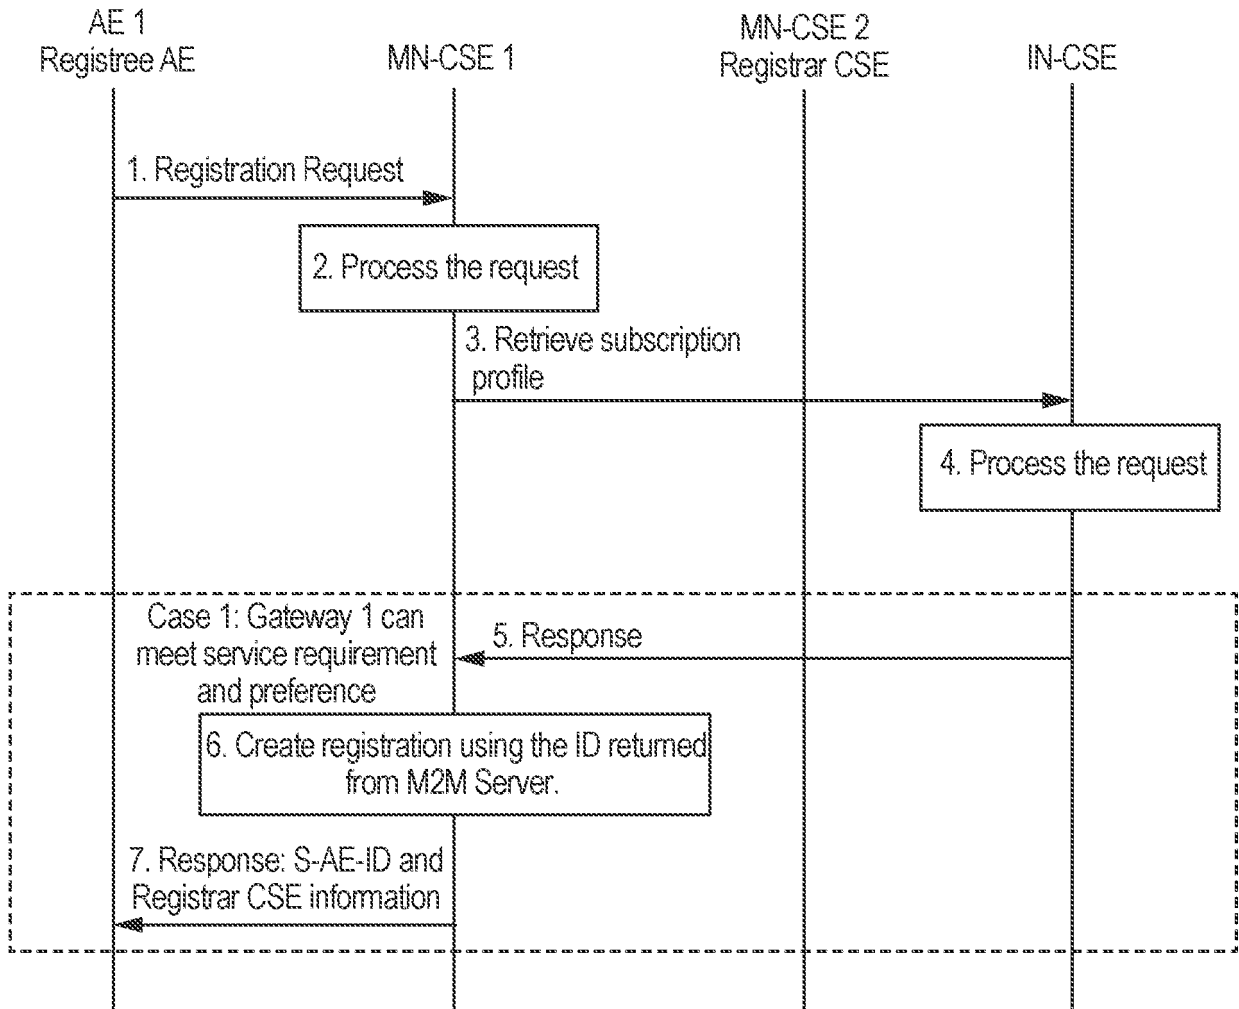 AE 1
Registree AE
MN-CSE 1
MN-CSE 2
Registrar CSE
IN-CSE
1. Registration Request
2. Process the request
3. Retrieve subscription
profile
4. Process the request
Case 1: Gateway 1 can
meet service requirement
and preference
5. Response
6. Create registration using the ID returned
from M2M Server.
7. Response: S-AE-ID and
Registrar CSE information